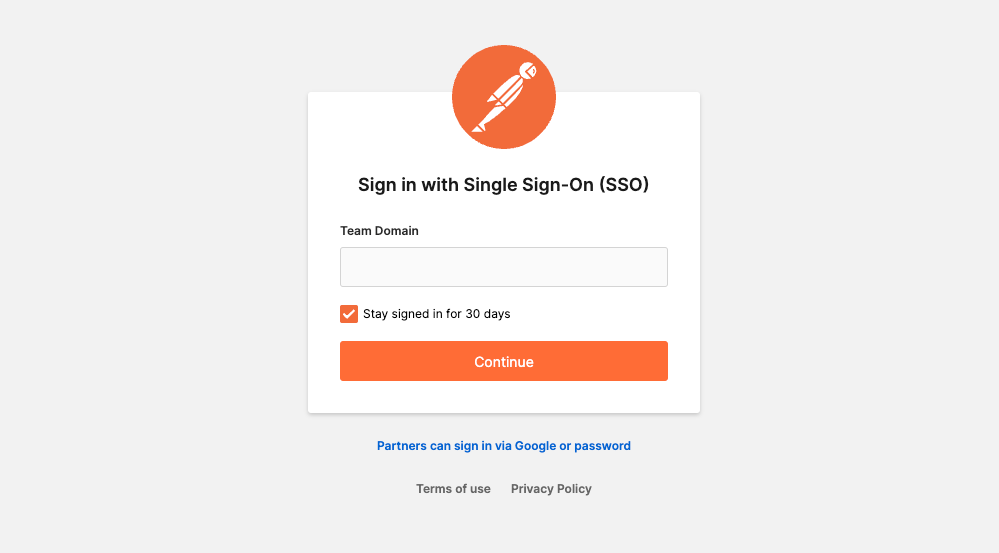 Sign in with Single Sign-On (SSO)
Team Domain
Stay signed in for 30 days
Continue
Partners can sign in via Google or password
Terms of use Privacy Policy